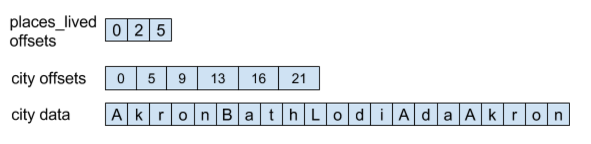 places_lived offsets 0 2 5
city offsets 0 5 9 13 16 21
city data A k r o n B a t h L o d i A d a A k r o n